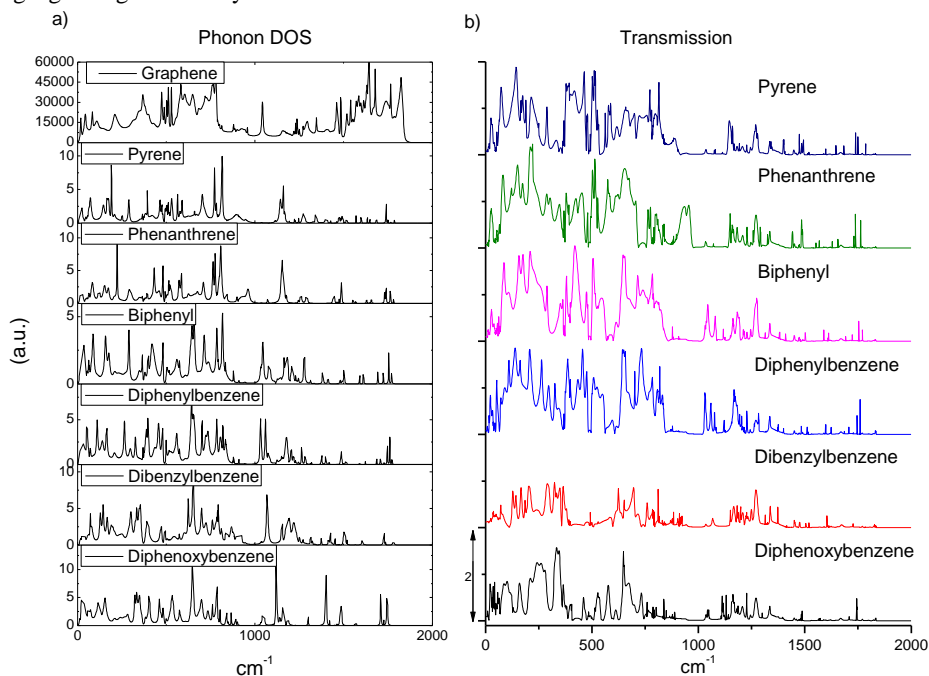 a)
Phonon DOS
60000
45000
30000
15000
0
Graphene
10
5
0
Pyrene
10
5
0
Phenanthrene
5
0
Biphenyl
5
0
Diphenylbenzene
10
5
0
Dibenzylbenzene
10
5
0
Diphenoxybenzene
(a.u.)
0
1000
2000
cm-1
b)
Transmission
Pyrene
Phenanthrene
Biphenyl
Diphenylbenzene
Dibenzylbenzene
Diphenoxybenzene
2
0
500
1000
1500
2000
cm-1